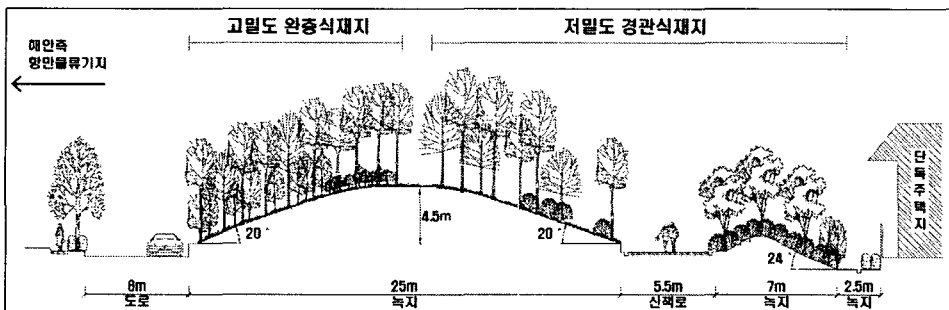 고밀도 완충식재지
저밀도 경관식재지
해안측
항만물류기지
단독주택지
4.5m
20°
20°
24
8m
25m
5.5m
7m
2.5m
도로
녹지
산책로
녹지
녹지